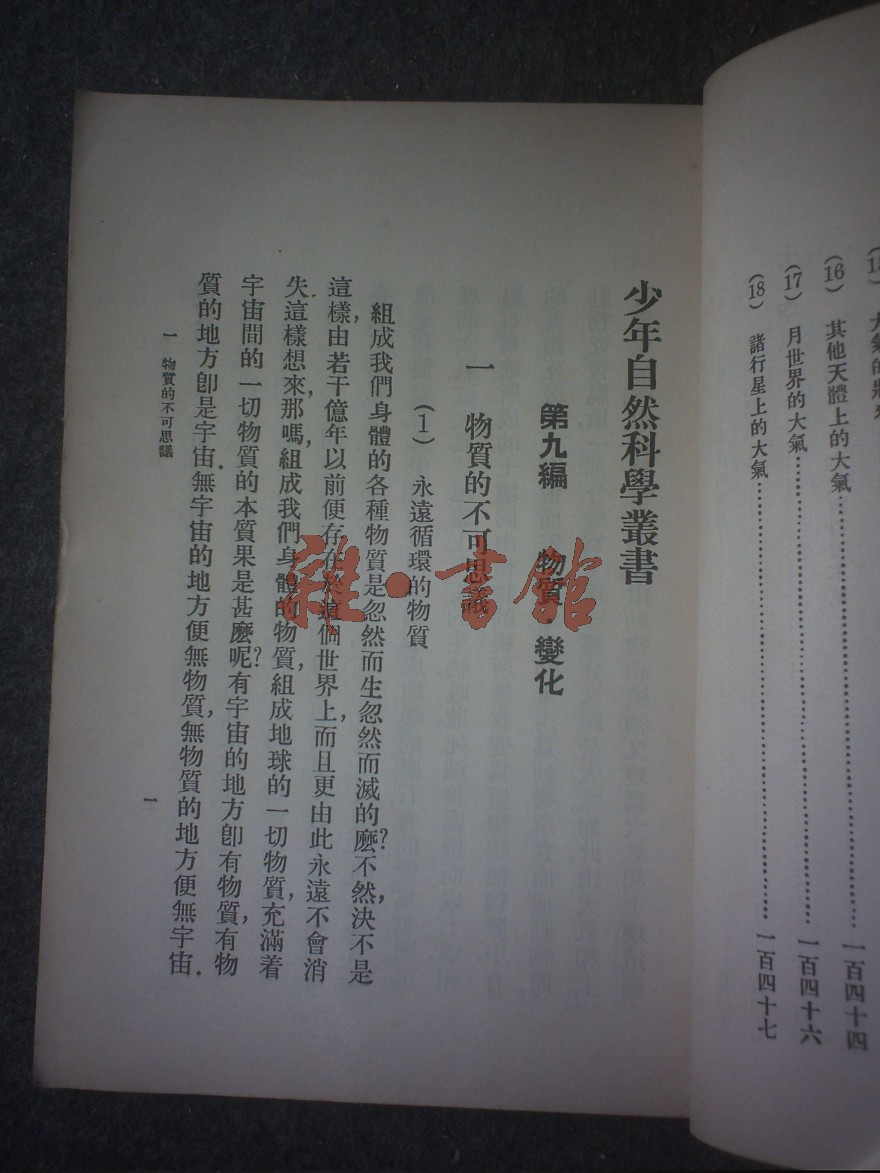 (16) 其他天體上的大氣……………一百四十四
(17) 月世界的大氣……………一百四十六
(18) 諸行星上的大氣……………一百四十七
少年自然科學叢書
第九編 物質・變化
一 物質的不可思議
(1) 永遠循環的物質
組成我們身體的各種物質是忽然而生忽然而滅的麼?不然,決不是
這樣,由若干億年以前便存在於這個世界上,而且更由此永遠不會消
失.這樣想來,那嗎,組成我們身體的物質,組成地球的一切物質,充滿着
宇宙間的一切物質的本質果是甚麼呢?有宇宙的地方卽有物質,有物
質的地方卽是宇宙.無宇宙的地方便無物質,無物質的地方便無宇宙.
一 物質的不可思議
一
雜・書館